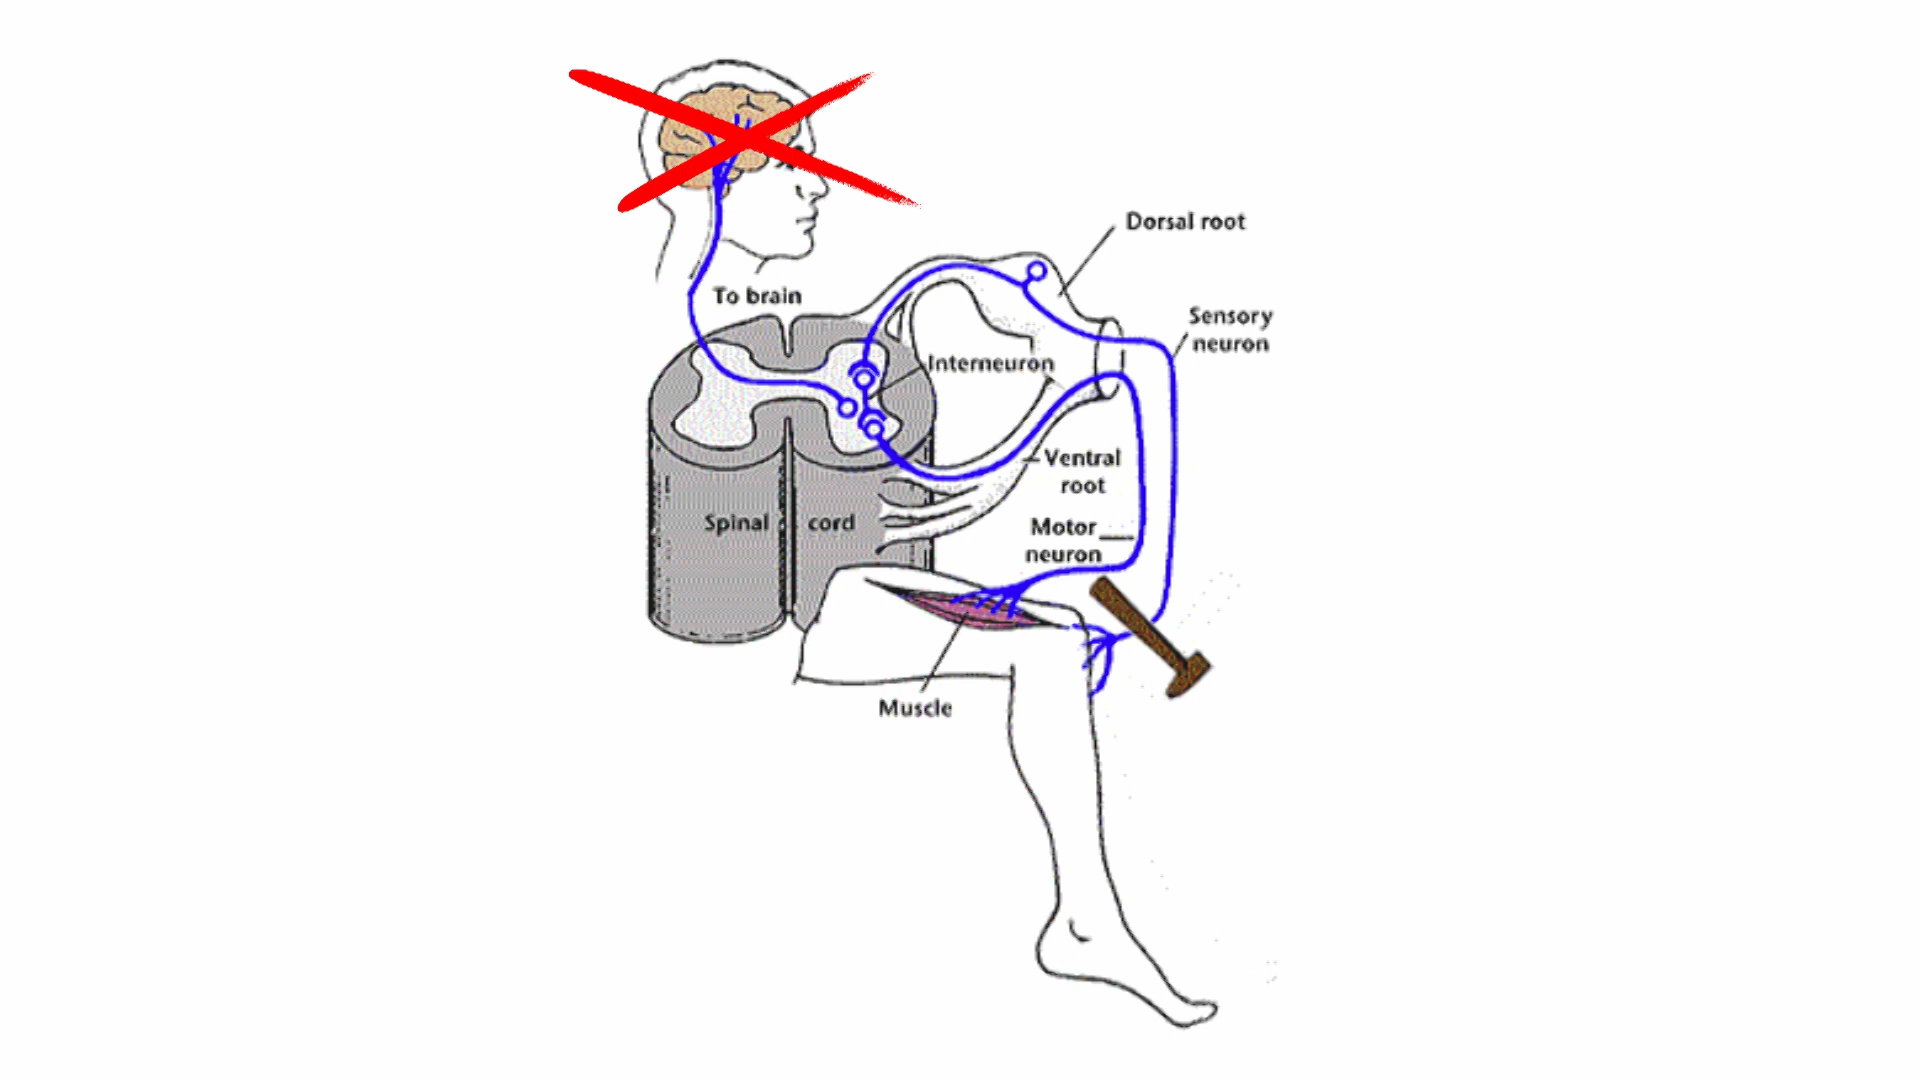 Dorsal root
To brain
Sensory
neuron
Interneuron
Ventral
root
Spinal cord
Motor
neuron
Muscle